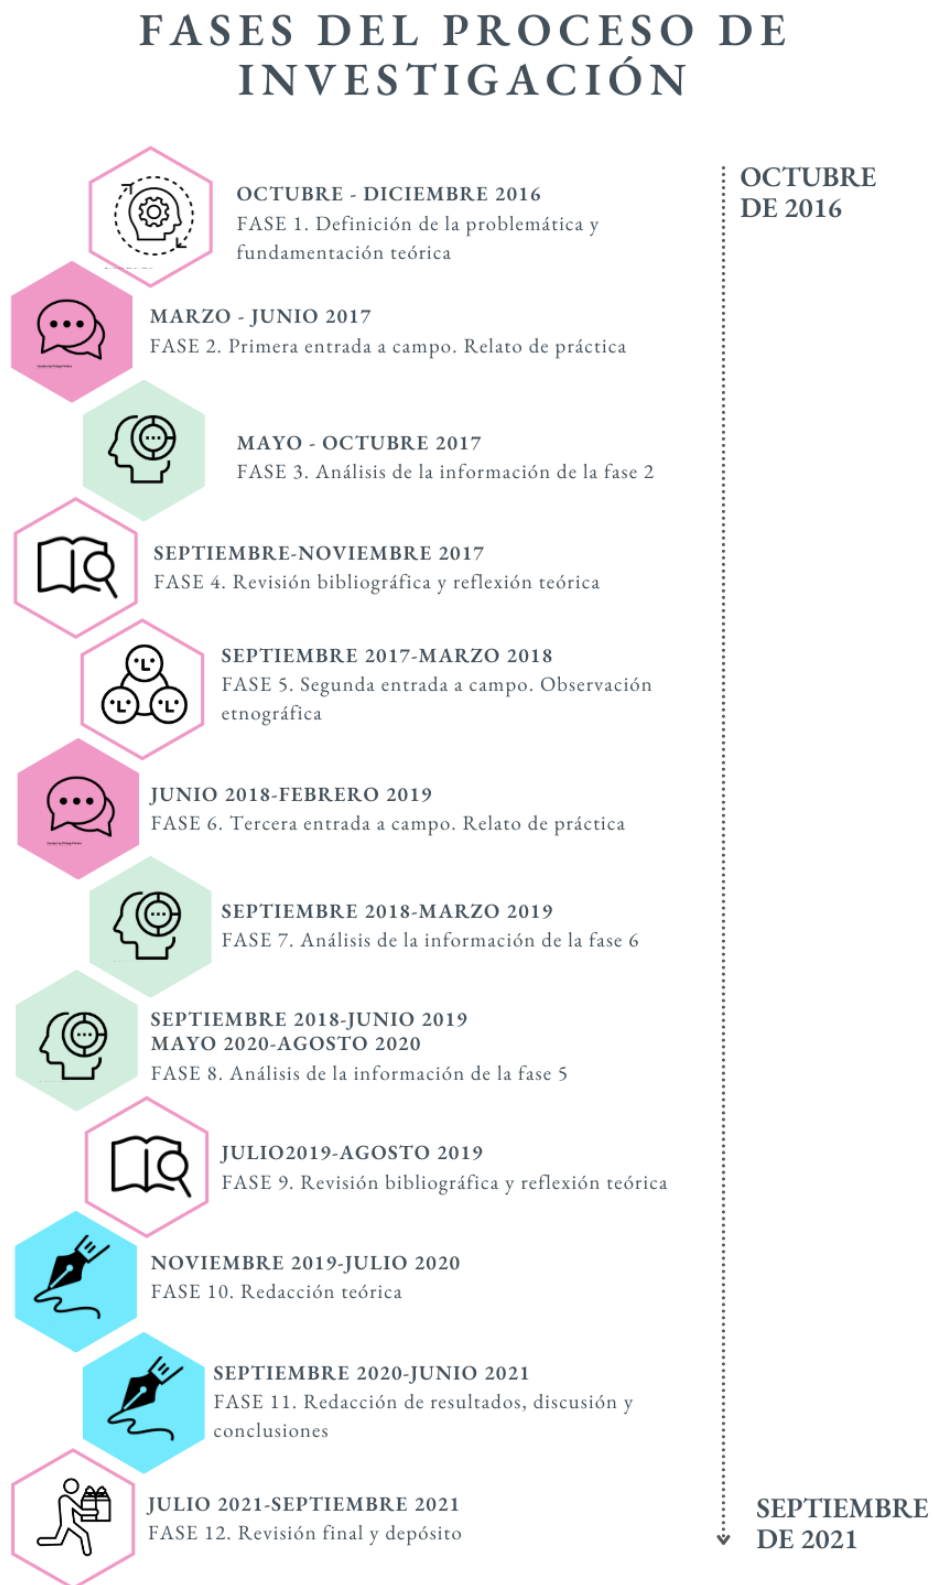 FASES DEL PROCESO DE
INVESTIGACIÓN
OCTUBRE
DE 2016
OCTUBRE - DICIEMBRE 2016
FASE 1. Definición de la problemática y
fundamentación teórica
MARZO - JUNIO 2017
FASE 2. Primera entrada a campo. Relato de práctica
MAYO - OCTUBRE 2017
FASE 3. Análisis de la información de la fase 2
SEPTIEMBRE-NOVIEMBRE 2017
FASE 4. Revisión bibliográfica y reflexión teórica
SEPTIEMBRE 2017-MARZO 2018
FASE 5. Segunda entrada a campo. Observación
etnográfica
JUNIO 2018-FEBRERO 2019
FASE 6. Tercera entrada a campo. Relato de práctica
SEPTIEMBRE 2018-MARZO 2019
FASE 7. Análisis de la información de la fase 6
SEPTIEMBRE 2018-JUNIO 2019
MAYO 2020-AGOSTO 2020
FASE 8. Análisis de la información de la fase 5
JULIO2019-AGOSTO 2019
FASE 9. Revisión bibliográfica y reflexión teórica
NOVIEMBRE 2019-JULIO 2020
FASE 10. Redacción teórica
SEPTIEMBRE 2020-JUNIO 2021
FASE 11. Redacción de resultados, discusión y
conclusiones
JULIO 2021-SEPTIEMBRE 2021
FASE 12. Revisión final y depósito
SEPTIEMBRE
DE 2021